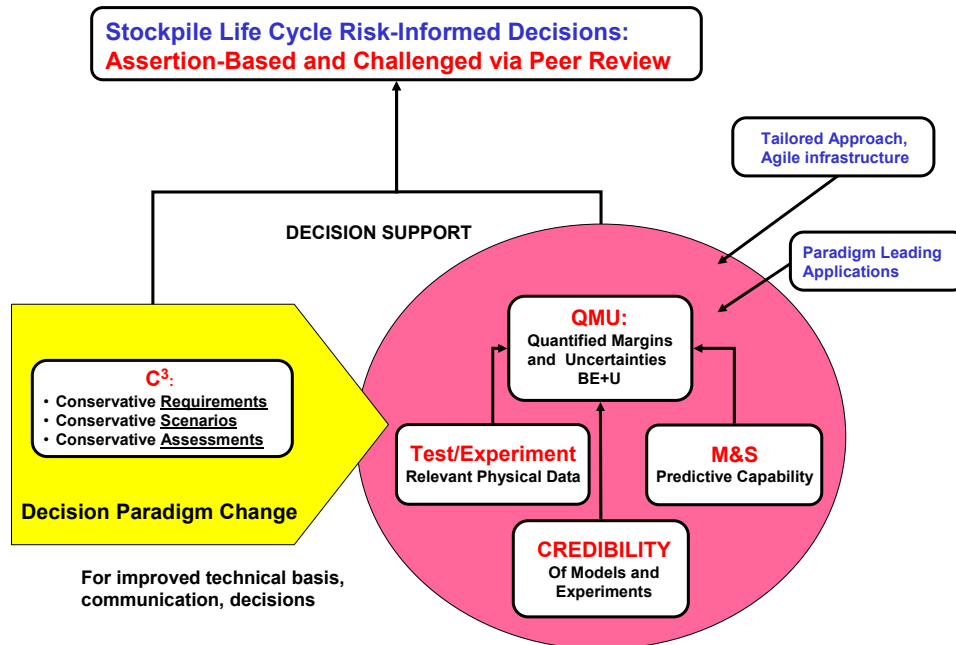 Stockpile Life Cycle Risk-Informed Decisions:
Assertion-Based and Challenged via Peer Review
Tailored Approach,
Agile infrastructure
DECISION SUPPORT
Paradigm Leading
Applications
QMU:
Quantified Margins
and Uncertainties
BE+U
C³:
• Conservative Requirements
• Conservative Scenarios
• Conservative Assessments
Test/Experiment
Relevant Physical Data
M&S
Predictive Capability
Decision Paradigm Change
CREDIBILITY
Of Models and
Experiments
For improved technical basis,
communication, decisions